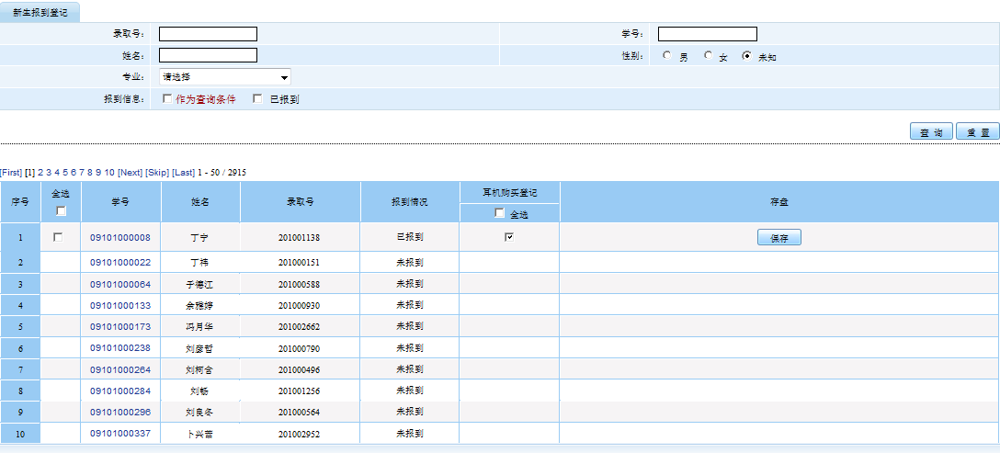 新生报到登记
录取号： 学号：
姓名： 性别： 男 女 未知
专业： 请选择
报到信息： 作为查询条件 已报到
查 询 重 置
[First] [1] 2 3 4 5 6 7 8 9 10 [Next] [Skip] [Last] 1 - 50 / 2915
序号 全选 学号 姓名 录取号 报到情况 耳机购买登记 存盘
全选
1 09101000008 丁宁 201001138 已报到 保存
2 09101000022 丁祎 201000151 未报到
3 09101000064 于德江 201000588 未报到
4 09101000133 余雅婷 201000930 未报到
5 09101000173 冯月华 201002662 未报到
6 09101000238 刘彦哲 201000790 未报到
7 09101000264 刘柯含 201000496 未报到
8 09101000284 刘畅 201001256 未报到
9 09101000296 刘良冬 201000564 未报到
10 09101000337 卜兴 201002952 未报到